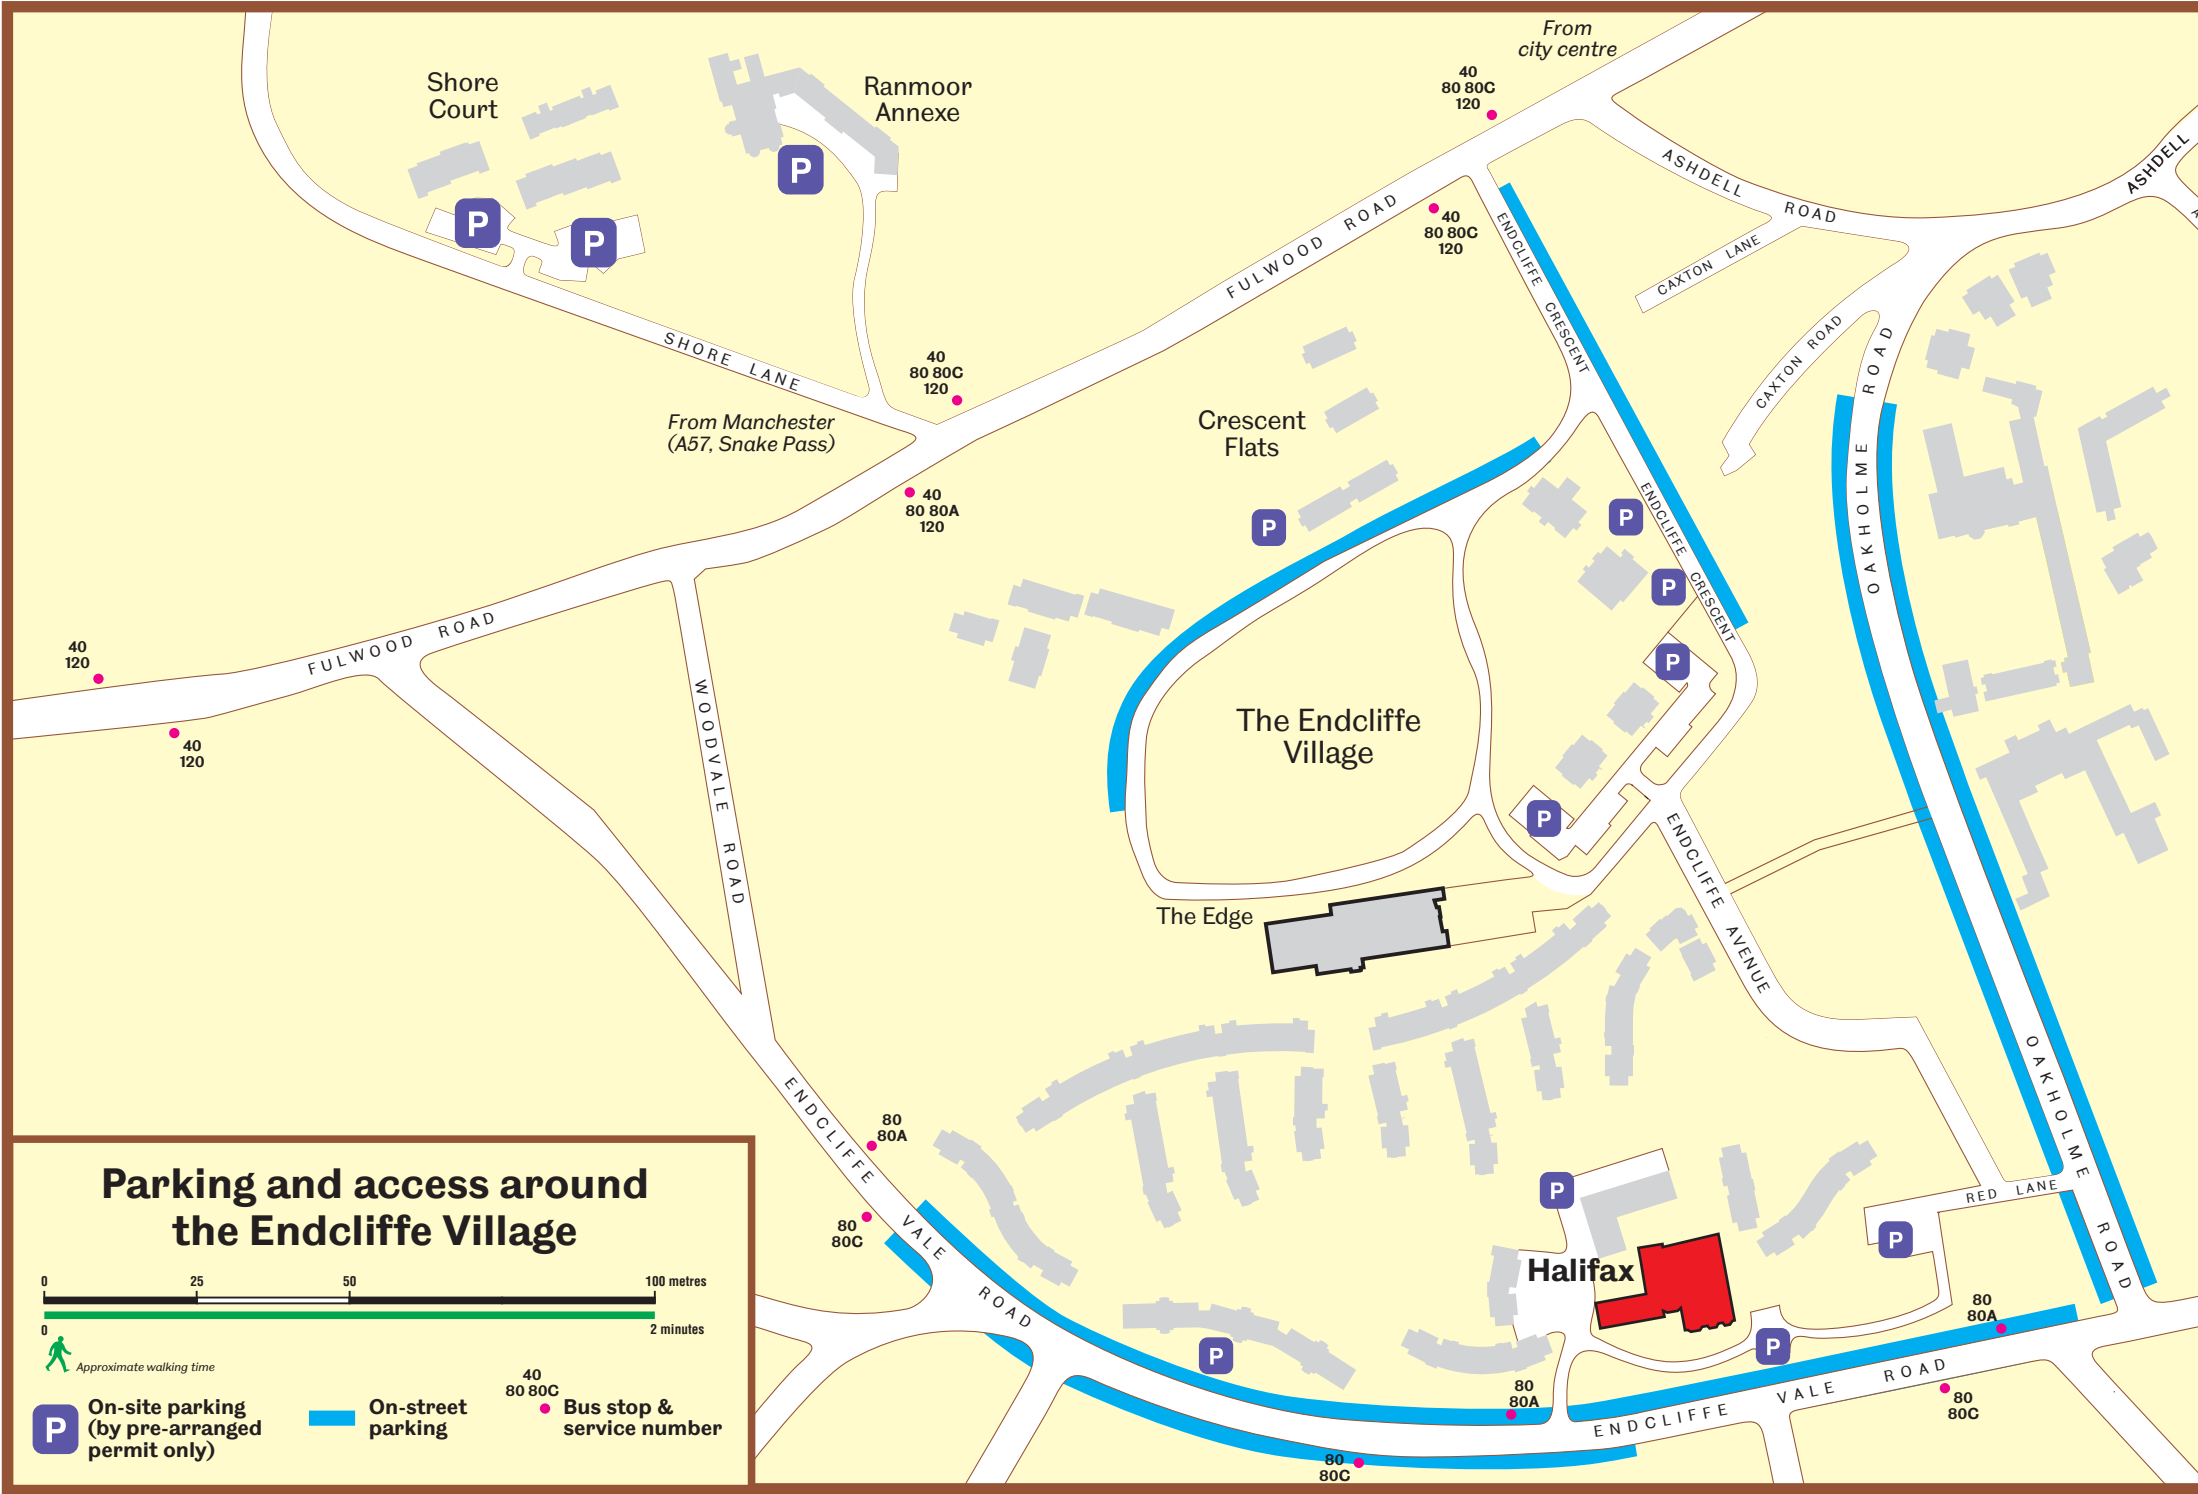 From
city centre
40
80 80C
120
Shore
Court
Ranmoor
Annexe
P
P
P
ASHDELL ROAD
ASHDELL
40
80 80C
120
FULWOOD ROAD
ENDCLIFFE CRESCENT
CAXTON LANE
CAXTON ROAD
OAKHOLME ROAD
SHORE LANE
40
80 80C
120
From Manchester
(A57, Snake Pass)
Crescent
Flats
40
80 80A
120
P
P
ENDCLIFFE CRESCENT
P
P
FULWOOD ROAD
40
120
40
120
WOODVALE ROAD
The Endcliffe
Village
P
ENDCLIFFE AVENUE
The Edge
OAKHOLME ROAD
80
80A
80
80C
ENDCLIFFE VALE ROAD
P
RED LANE
P
Halifax
P
P
80
80A
80
80A
80
80C
80
80C
ENDCLIFFE VALE ROAD
Parking and access around
the Endcliffe Village
0 25 50 100 metres
0 2 minutes
Approximate walking time
P
On-site parking
(by pre-arranged
permit only)
On-street
parking
40
80 80C
Bus stop &
service number